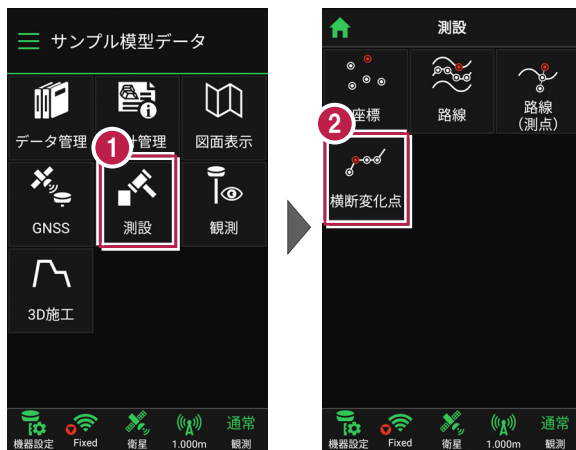 サンプル模型データ
データ管理
計管理
図面表示
1
GNSS
測設
観測
3D施工
機器設定
Fixed
衛星
1.000m
通常
観測
測設
座標
路線
路線
(測点)
2
横断変化点
機器設定
Fixed
衛星
1.000m
通常
観測